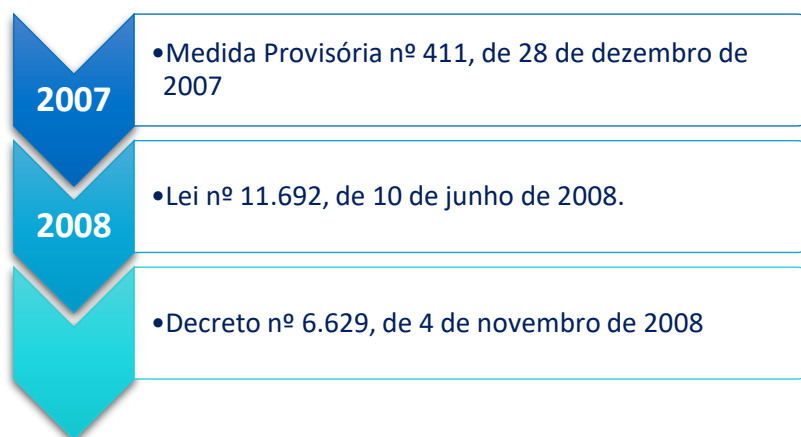 2007
•Medida Provisória nº 411, de 28 de dezembro de
2007
2008
•Lei nº 11.692, de 10 de junho de 2008.
•Decreto nº 6.629, de 4 de novembro de 2008